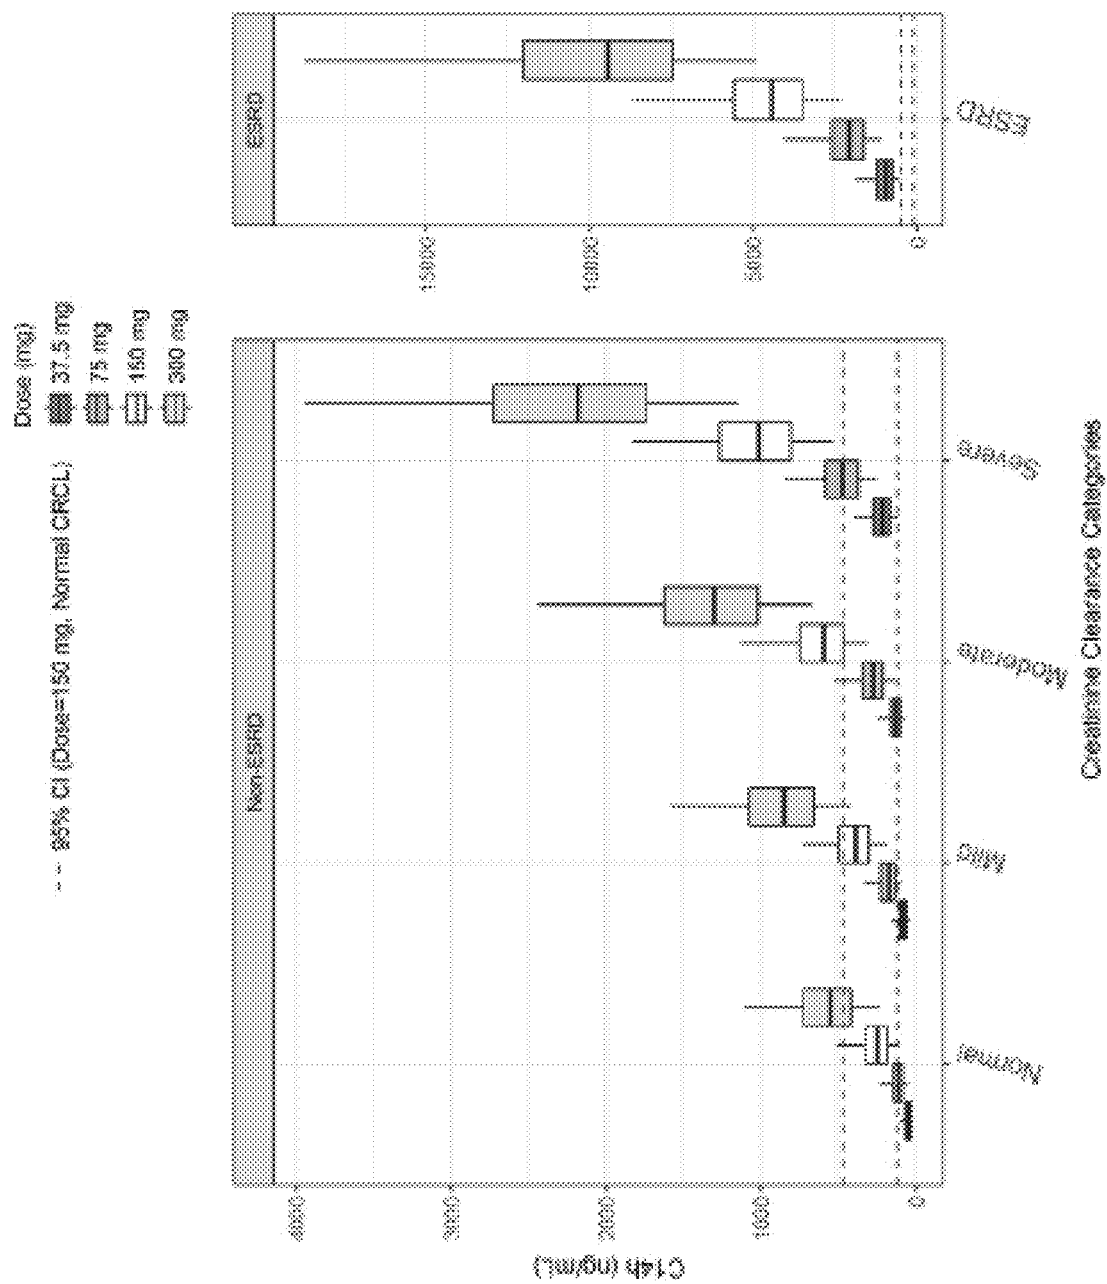 -- 95% CI (Dose=150 mg, Normal CRCL)
Dose (mg)
37.5 mg
75 mg
150 mg
300 mg
Non-ESRD
ESRD
C14h (ng/mL)
4000
3000
2000
1000
0
15000
10000
5000
0
Normal
Mild
Moderate
Severe
ESRD
Creatinine Clearance Categories